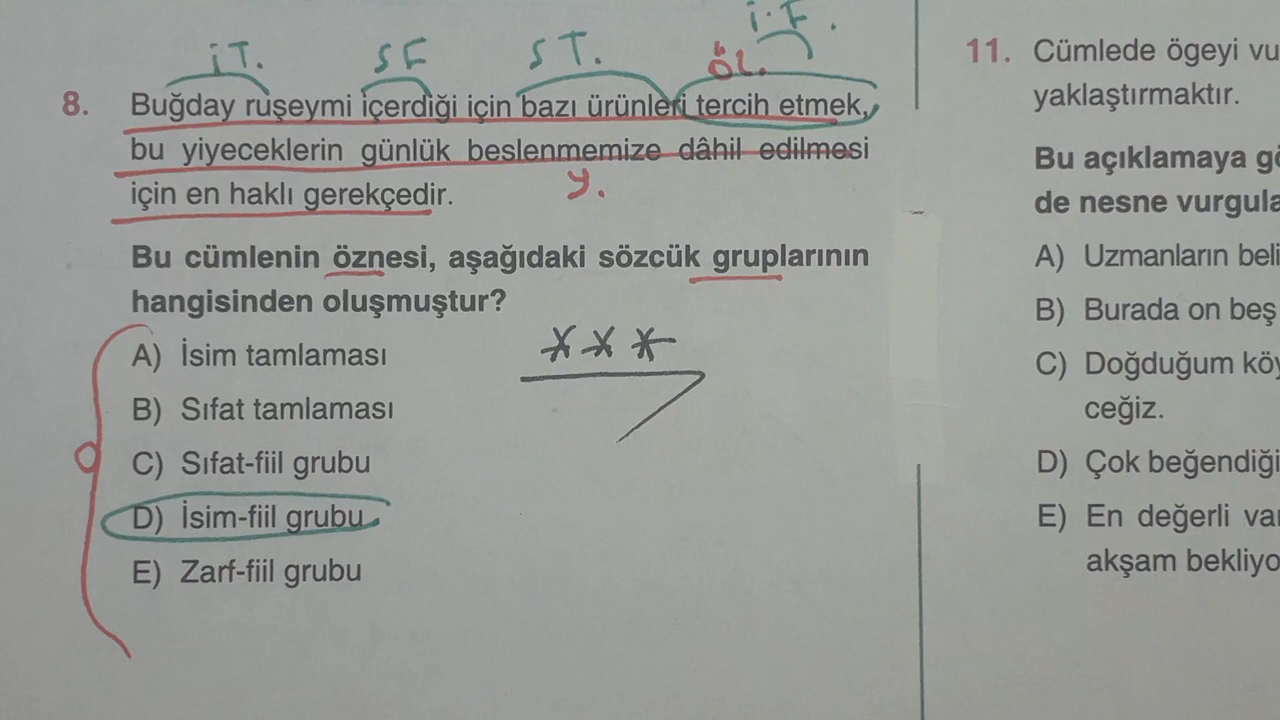 İT. SF ST. ÖL. İ.F.
8. Buğday ruşeymi içerdiği için bazı ürünleri tercih etmek,
bu yiyeceklerin günlük beslenmemize dâhil edilmesi
için en haklı gerekçedir.
y.
Bu cümlenin öznesi, aşağıdaki sözcük gruplarının
hangisinden oluşmuştur?
A) İsim tamlaması
B) Sıfat tamlaması
C) Sıfat-fiil grubu
D) İsim-fiil grubu
E) Zarf-fiil grubu
11. Cümlede ögeyi vu
yaklaştırmaktır.
Bu açıklamaya gö
de nesne vurgula
A) Uzmanların beli
B) Burada on beş
C) Doğduğum köy
ceğiz.
D) Çok beğendiği
E) En değerli var
akşam bekliyo